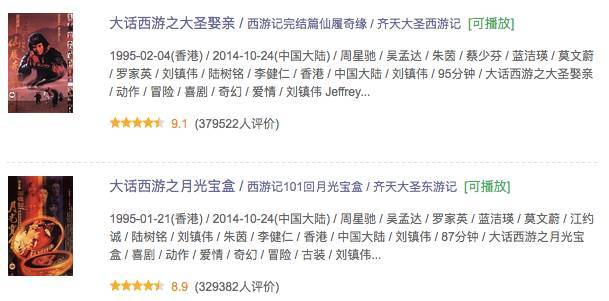 大话西游之大圣娶亲 / 西游记完结篇仙履奇缘 / 齐天大圣西游记 [可播放]
1995-02-04(香港) / 2014-10-24(中国大陆) / 周星驰 / 吴孟达 / 朱茵 / 蔡少芬 / 蓝洁瑛 / 莫文蔚
/ 罗家英 / 刘镇伟 / 陆树铭 / 李健仁 / 香港 / 中国大陆 / 刘镇伟 / 95分钟 / 大话西游之大圣娶亲
/ 动作 / 冒险 / 喜剧 / 奇幻 / 爱情 / 刘镇伟 Jeffrey...
9.1 (379522人评价)
大话西游之月光宝盒 / 西游记101回月光宝盒 / 齐天大圣东游记 [可播放]
1995-01-21(香港) / 2014-10-24(中国大陆) / 周星驰 / 吴孟达 / 罗家英 / 蓝洁瑛 / 莫文蔚 / 江约
诚 / 陆树铭 / 刘镇伟 / 朱茵 / 李健仁 / 香港 / 中国大陆 / 刘镇伟 / 87分钟 / 大话西游之月光宝
盒 / 喜剧 / 动作 / 爱情 / 奇幻 / 冒险 / 古装 / 刘镇伟...
8.9 (329382人评价)